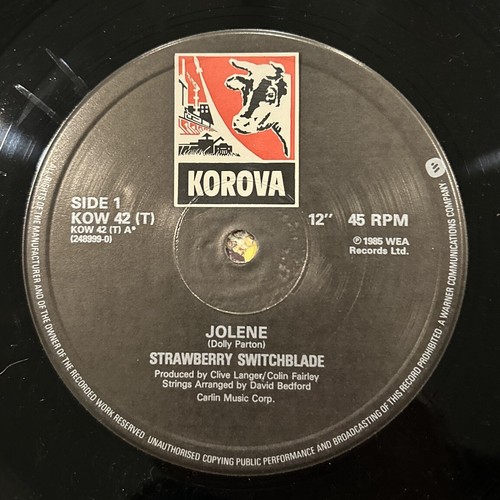 KOROVA
SIDE 1
KOW 42 (T)
KOW 42 (T) A*
(248999-0)
12″ 45 RPM
℗ 1985 WEA
Records Ltd.
JOLENE
(Dolly Parton)
STRAWBERRY SWITCHBLADE
Produced by Clive Langer/Colin Fairley
Strings Arranged by David Bedford
Carlin Music Corp.
RIGHTS OF THE MANUFACTURER AND OF THE OWNER OF THE RECORDED WORK RESERVED UNAUTHORISED COPYING PUBLIC PERFORMANCE AND BROADCASTING OF THIS RECORD PROHIBITED · A WARNER COMMUNICATIONS COMPANY ·